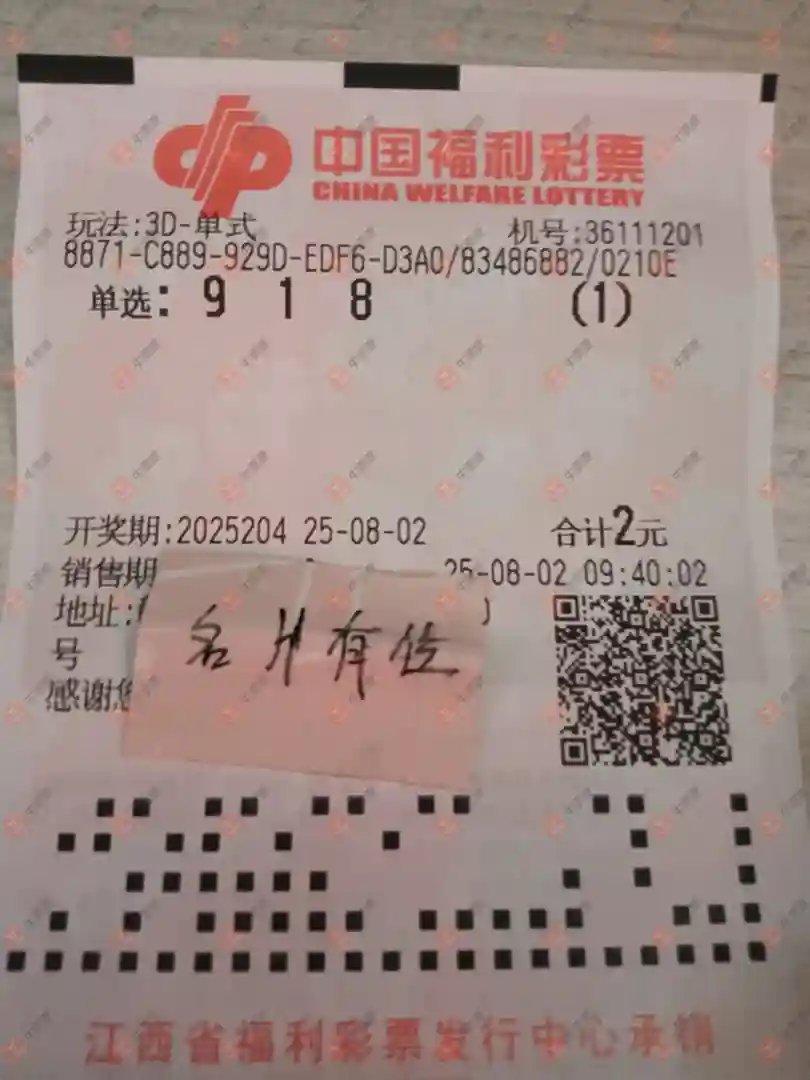 中国福利彩票
CHINA WELFARE LOTTERY
玩法:3D-单式 机号:36111201
8871-C889-929D-EDF6-D3A0/83486882/0210E
单选: 9 1 8 (1)
开奖期:2025204 25-08-02 合计2元
销售期 25-08-02 09:40:02
地址:
号
感谢您
有位
江西省福利彩票发行中心承销